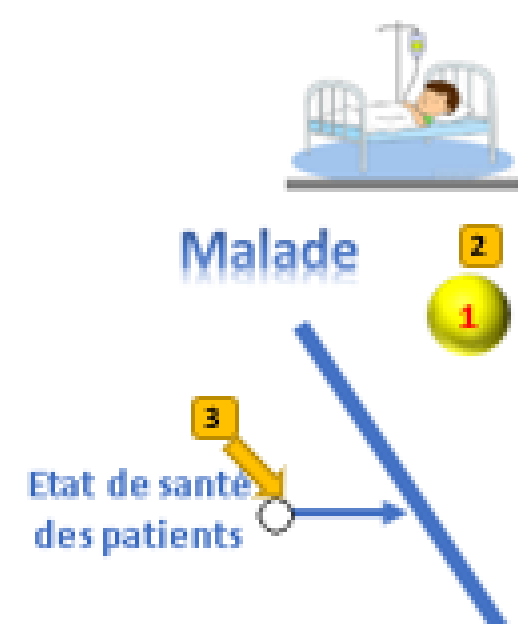 Malade
2
1
3
Etat de santé
des patients